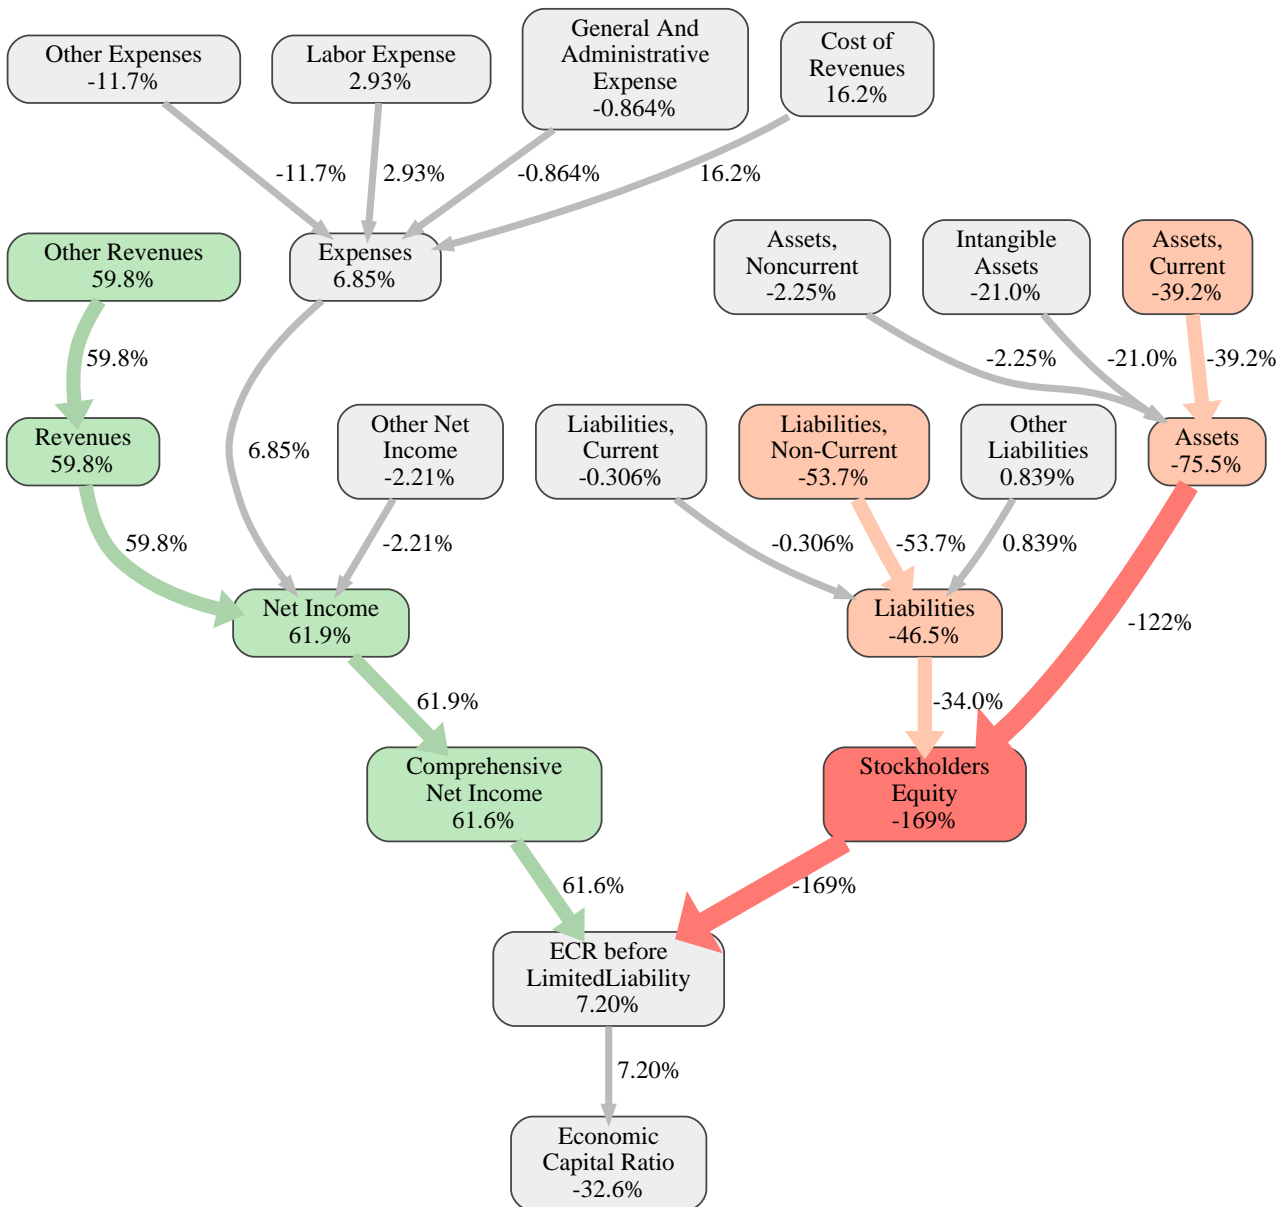 Other Expenses
-11.7%
Labor Expense
2.93%
General And
Administrative
Expense
-0.864%
Cost of
Revenues
16.2%
-11.7%
2.93%
-0.864%
16.2%
Other Revenues
59.8%
Expenses
6.85%
Assets,
Noncurrent
-2.25%
Intangible
Assets
-21.0%
Assets,
Current
-39.2%
59.8%
-2.25%
-21.0%
-39.2%
Revenues
59.8%
6.85%
Other Net
Income
-2.21%
Liabilities,
Current
-0.306%
Liabilities,
Non-Current
-53.7%
Other
Liabilities
0.839%
Assets
-75.5%
59.8%
-2.21%
-0.306%
-53.7%
0.839%
Net Income
61.9%
Liabilities
-46.5%
-122%
61.9%
-34.0%
Comprehensive
Net Income
61.6%
Stockholders
Equity
-169%
61.6%
-169%
ECR before
LimitedLiability
7.20%
7.20%
Economic
Capital Ratio
-32.6%